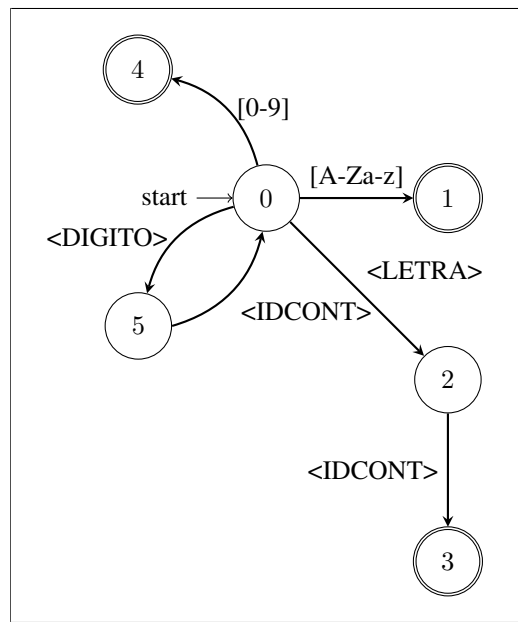 4
[0-9]
[A-Za-z]
start
0
1
<DIGITO>
<LETRA>
<IDCONT>
5
2
<IDCONT>
3